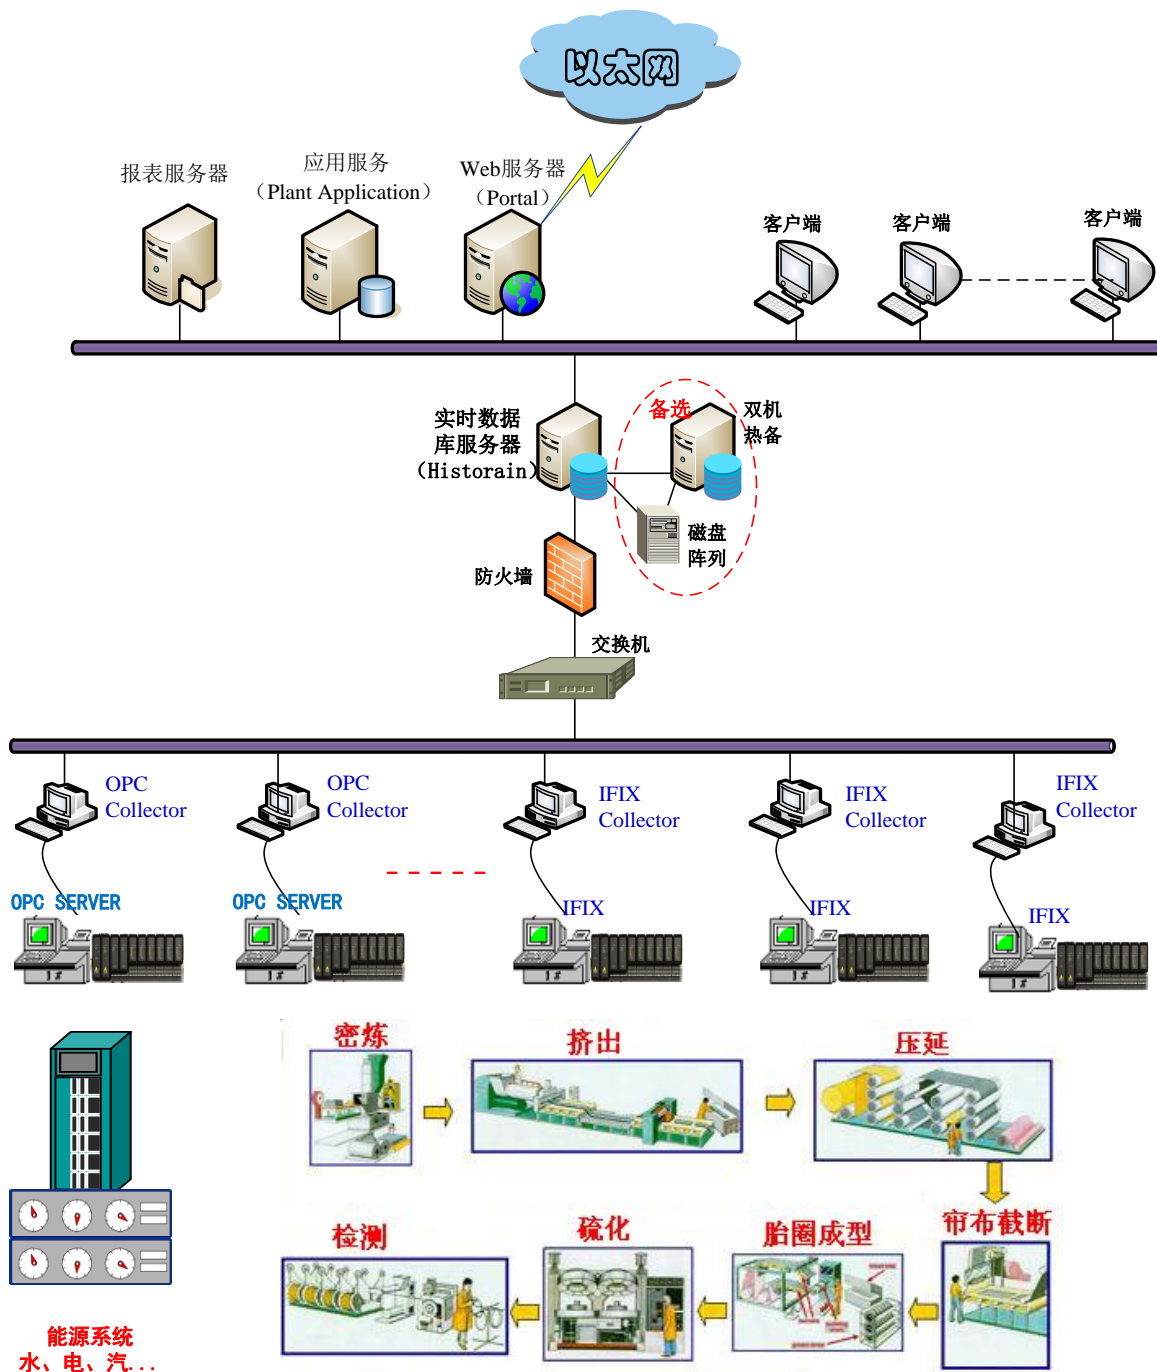 以太网
报表服务器
应用服务
（Plant Application）
Web服务器
（Portal）
客户端
客户端
客户端
实时数据
库服务器
（Historain）
备选
双机
热备
磁盘
阵列
防火墙
交换机
OPC
Collector
OPC
Collector
IFIX
Collector
IFIX
Collector
IFIX
Collector
OPC SERVER
OPC SERVER
IFIX
IFIX
IFIX
1#
1#
1#
1#
1#
密炼
挤出
压延
帘布截断
胎圈成型
硫化
检测
能源系统
水、电、汽...